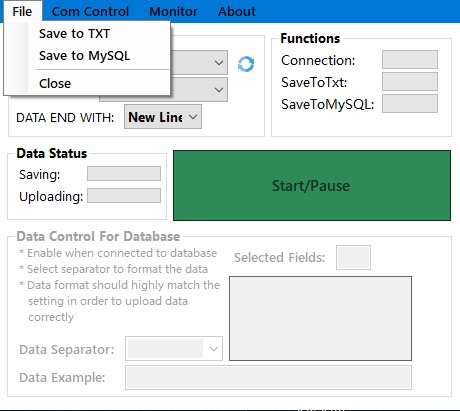 File Com Control Monitor About
Save to TXT
Save to MySQL
Close
DATA END WITH: New Line
Functions
Connection:
SaveToTxt:
SaveToMySQL:
Data Status
Saving:
Uploading:
Start/Pause
Data Control For Database
* Enable when connected to database
* Select separator to format the data
* Data format should highly match the
setting in order to upload data
correctly
Selected Fields:
Data Separator:
Data Example: